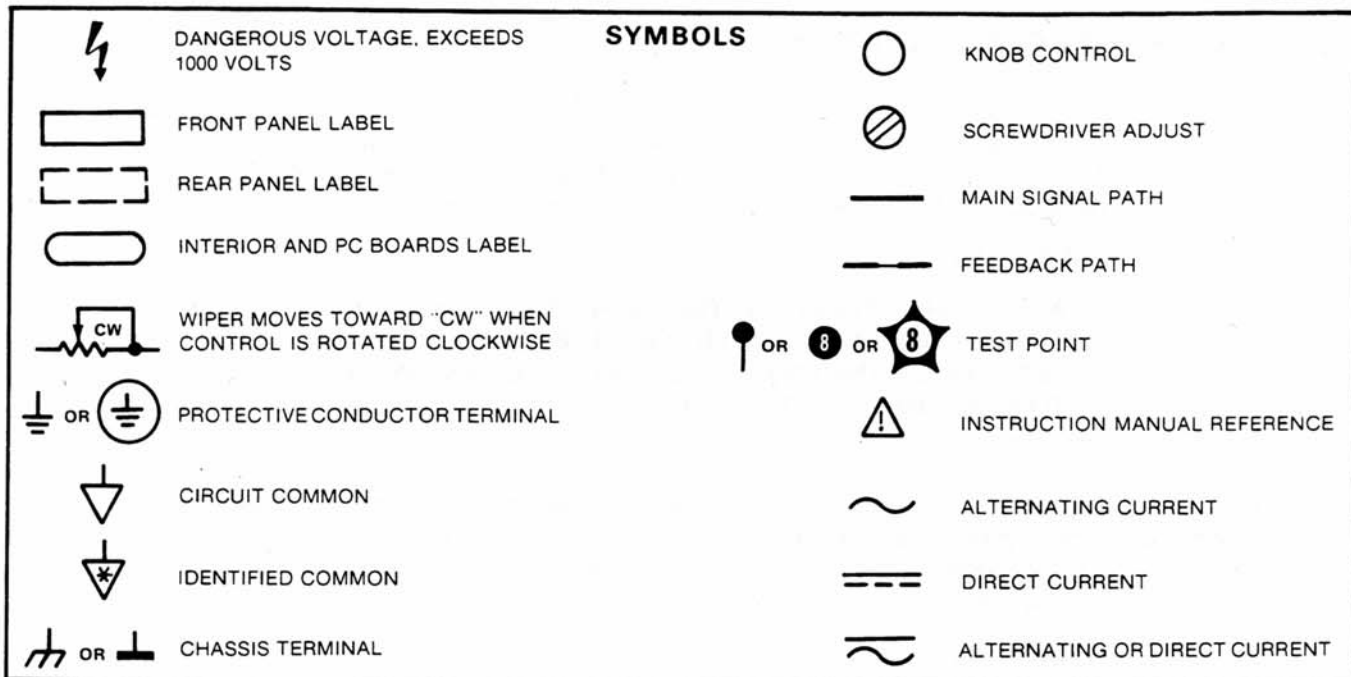 SYMBOLS
DANGEROUS VOLTAGE, EXCEEDS
1000 VOLTS
FRONT PANEL LABEL
REAR PANEL LABEL
INTERIOR AND PC BOARDS LABEL
CW
WIPER MOVES TOWARD "CW" WHEN
CONTROL IS ROTATED CLOCKWISE
OR
PROTECTIVE CONDUCTOR TERMINAL
CIRCUIT COMMON
*
IDENTIFIED COMMON
OR
CHASSIS TERMINAL
KNOB CONTROL
SCREWDRIVER ADJUST
MAIN SIGNAL PATH
FEEDBACK PATH
OR 8 OR 8 TEST POINT
! INSTRUCTION MANUAL REFERENCE
ALTERNATING CURRENT
DIRECT CURRENT
ALTERNATING OR DIRECT CURRENT